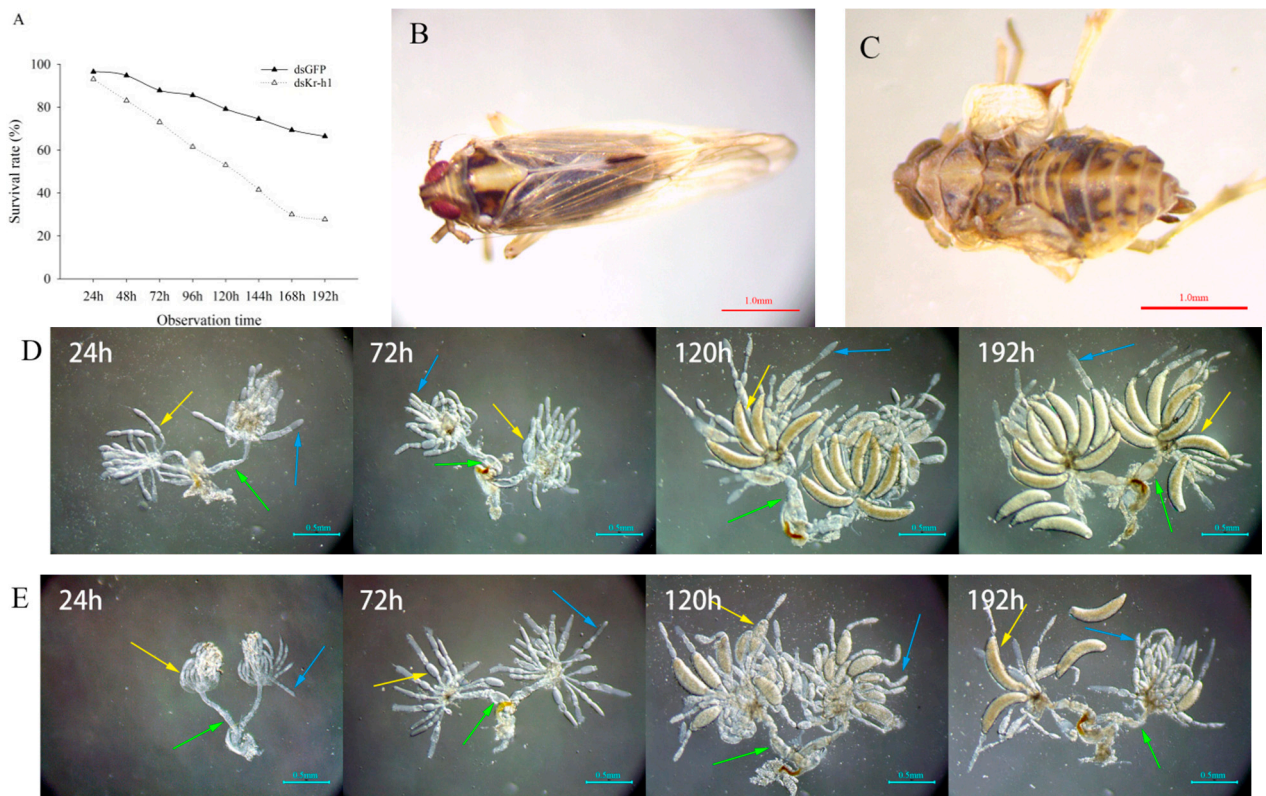 A
100
80
60
40
20
0
Survival rate (%)
dsGFP
dsKr-h1
24h 48h 72h 96h 120h 144h 168h 192h
Observation time
B
1.0mm
C
1.0mm
D
24h
0.5mm
72h
0.5mm
120h
0.5mm
192h
0.5mm
E
24h
0.5mm
72h
0.5mm
120h
0.5mm
192h
0.5mm